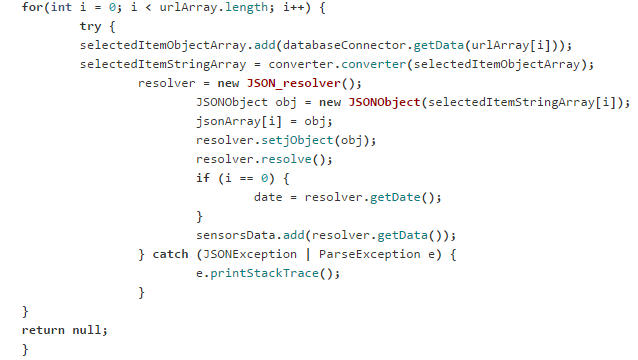 for(int i = 0; i < urlArray.length; i++) {
try {
selectedItemObjectArray.add(databaseConnector.getData(urlArray[i]));
selectedItemStringArray = converter.converter(selectedItemObjectArray);
resolver = new JSON_resolver();
JSONObject obj = new JSONObject(selectedItemStringArray[i]);
jsonArray[i] = obj;
resolver.setjObject(obj);
resolver.resolve();
if (i == 0) {
date = resolver.getDate();
}
sensorsData.add(resolver.getData());
} catch (JSONException | ParseException e) {
e.printStackTrace();
}
}
return null;
}